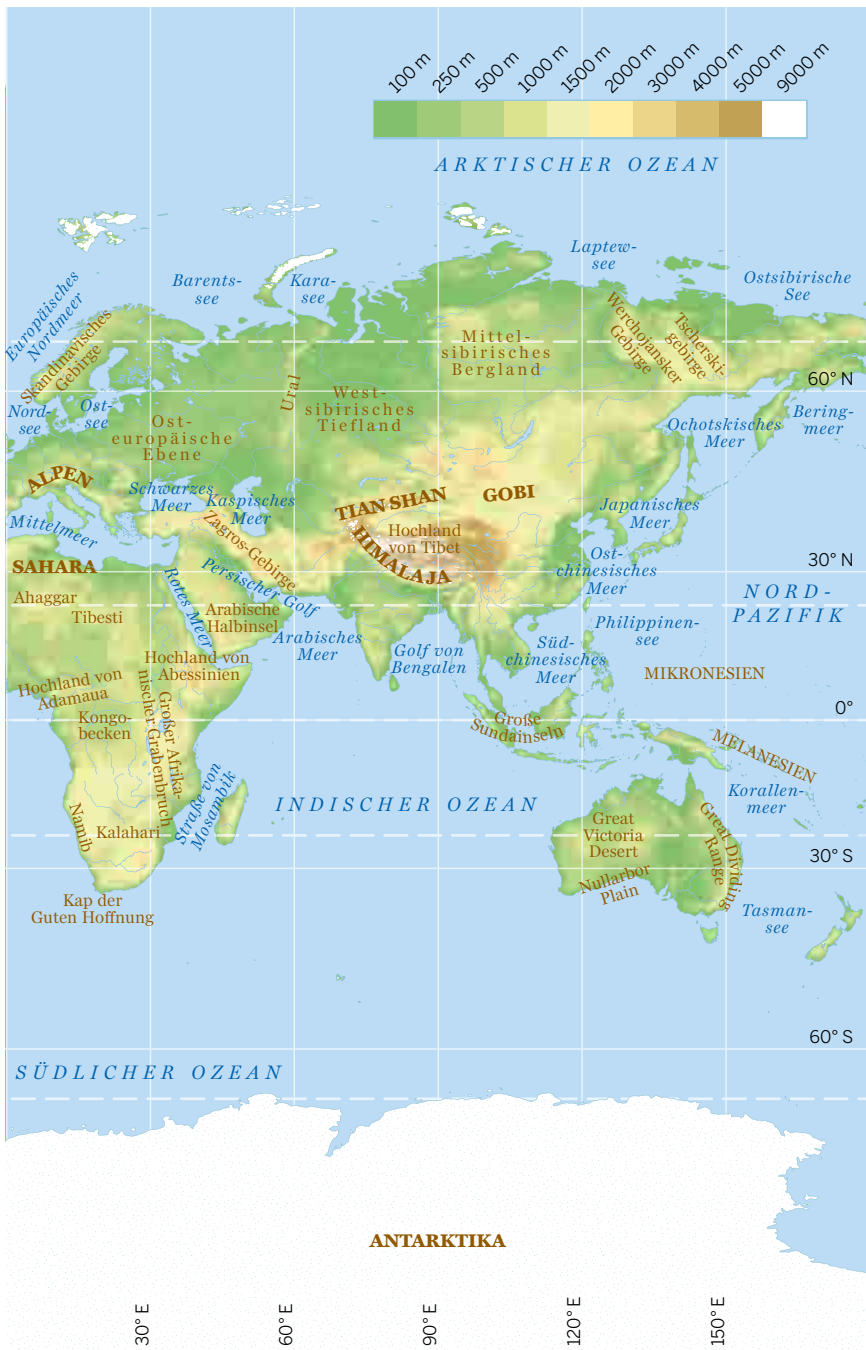 100 m
250 m
500 m
1000 m
1500 m
2000 m
3000 m
4000 m
5000 m
9000 m
ARKTISCHER OZEAN
Laptew-
see
Ostsibirische
See
Barents-
see
Kara-
see
Europäisches
Nordmeer
Skandinavisches
Gebirge
Mittel-
sibirisches
Bergland
Werchojansker
Gebirge
Tscherski-
gebirge
60° N
Nord-
see
Ost-
see
Ural
West-
sibirisches
Tiefland
Ost-
europäische
Ebene
Ochotskisches
Meer
Bering-
meer
ALPEN
Schwarzes
Meer
Kaspisches
Meer
TIAN SHAN
GOBI
Japanisches
Meer
Mittelmeer
Zagros-Gebirge
Hochland
von Tibet
HIMALAJA
Ost-
chinesisches
Meer
30° N
SAHARA
Ahaggar
Tibesti
Rotes Meer
Persischer Golf
Arabische
Halbinsel
Arabisches
Meer
NORD-
PAZIFIK
Philippinen-
see
Golf von
Bengalen
Süd-
chinesisches
Meer
Hochland von
Abessinien
MIKRONESIEN
Hochland von
Adamaua
Kongo-
becken
Großer Afrika-
nischer Grabenbruch
Große
Sundainseln
0°
MELANESIEN
Korallen-
meer
INDISCHER OZEAN
Straße von
Mosambik
Namib
Kalahari
Great
Victoria
Desert
Great Dividing
Range
30° S
Nullarbor
Plain
Kap der
Guten Hoffnung
Tasman-
see
60° S
SÜDLICHER OZEAN
ANTARKTIKA
30° E
60° E
90° E
120° E
150° E